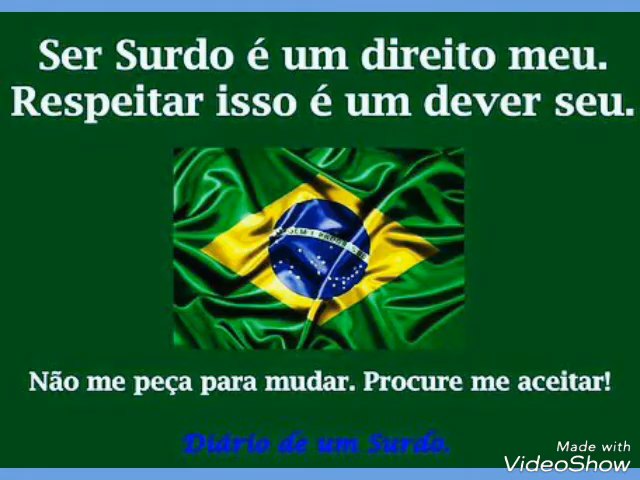 Ser Surdo é um direito meu.
Respeitar isso é um dever seu.
Não me peça para mudar. Procure me aceitar!
Diário de um Surdo.
Made with
VideoShow